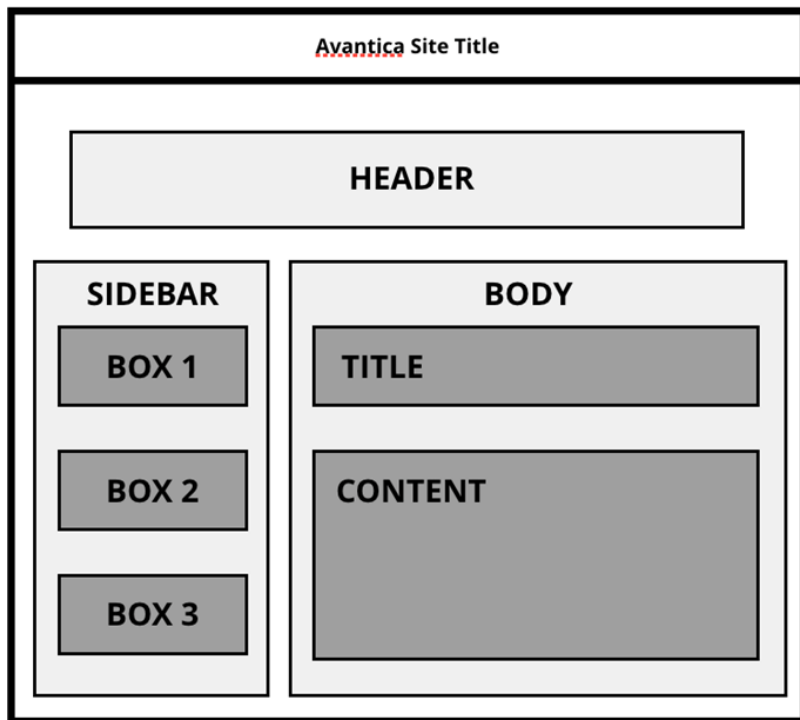 Avantica Site Title
HEADER
SIDEBAR
BOX 1
BOX 2
BOX 3
BODY
TITLE
CONTENT